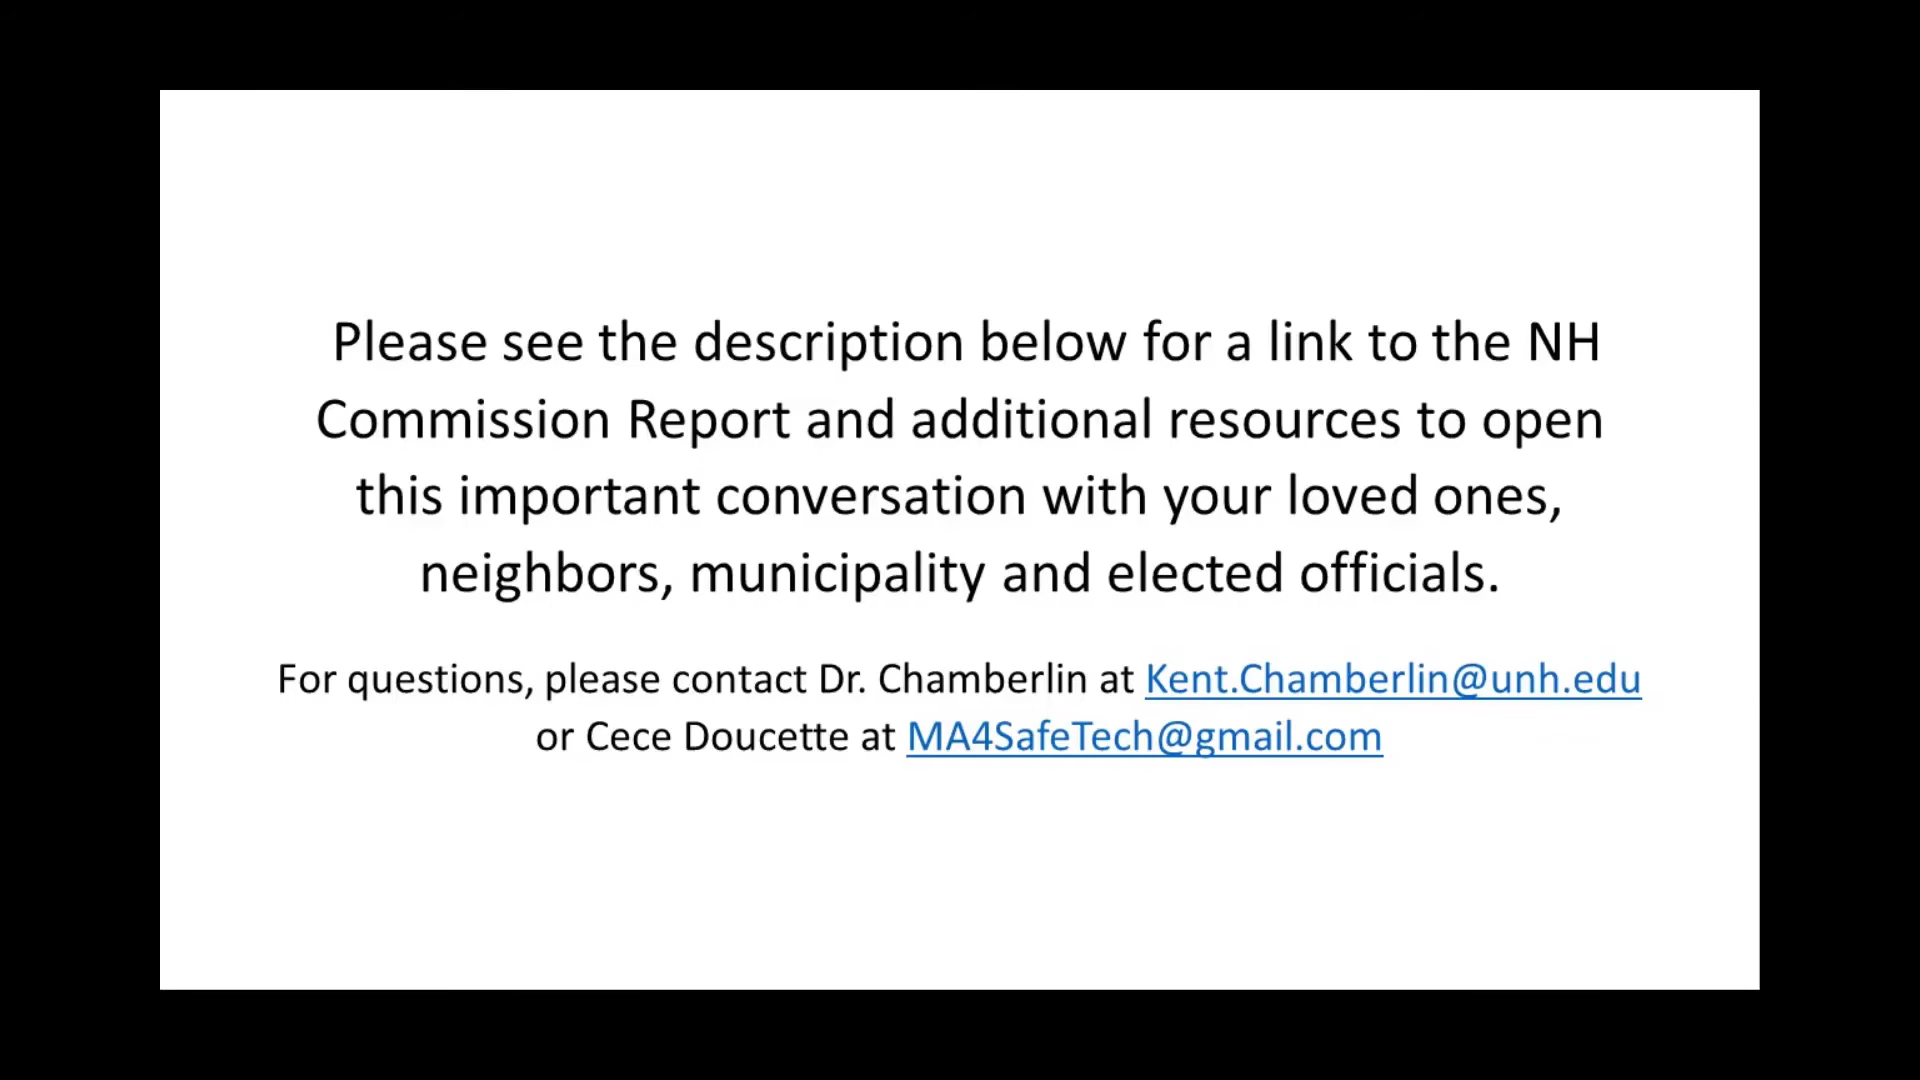 Please see the description below for a link to the NH
Commission Report and additional resources to open
this important conversation with your loved ones,
neighbors, municipality and elected officials.
For questions, please contact Dr. Chamberlin at Kent.Chamberlin@unh.edu
or Cece Doucette at MA4SafeTech@gmail.com